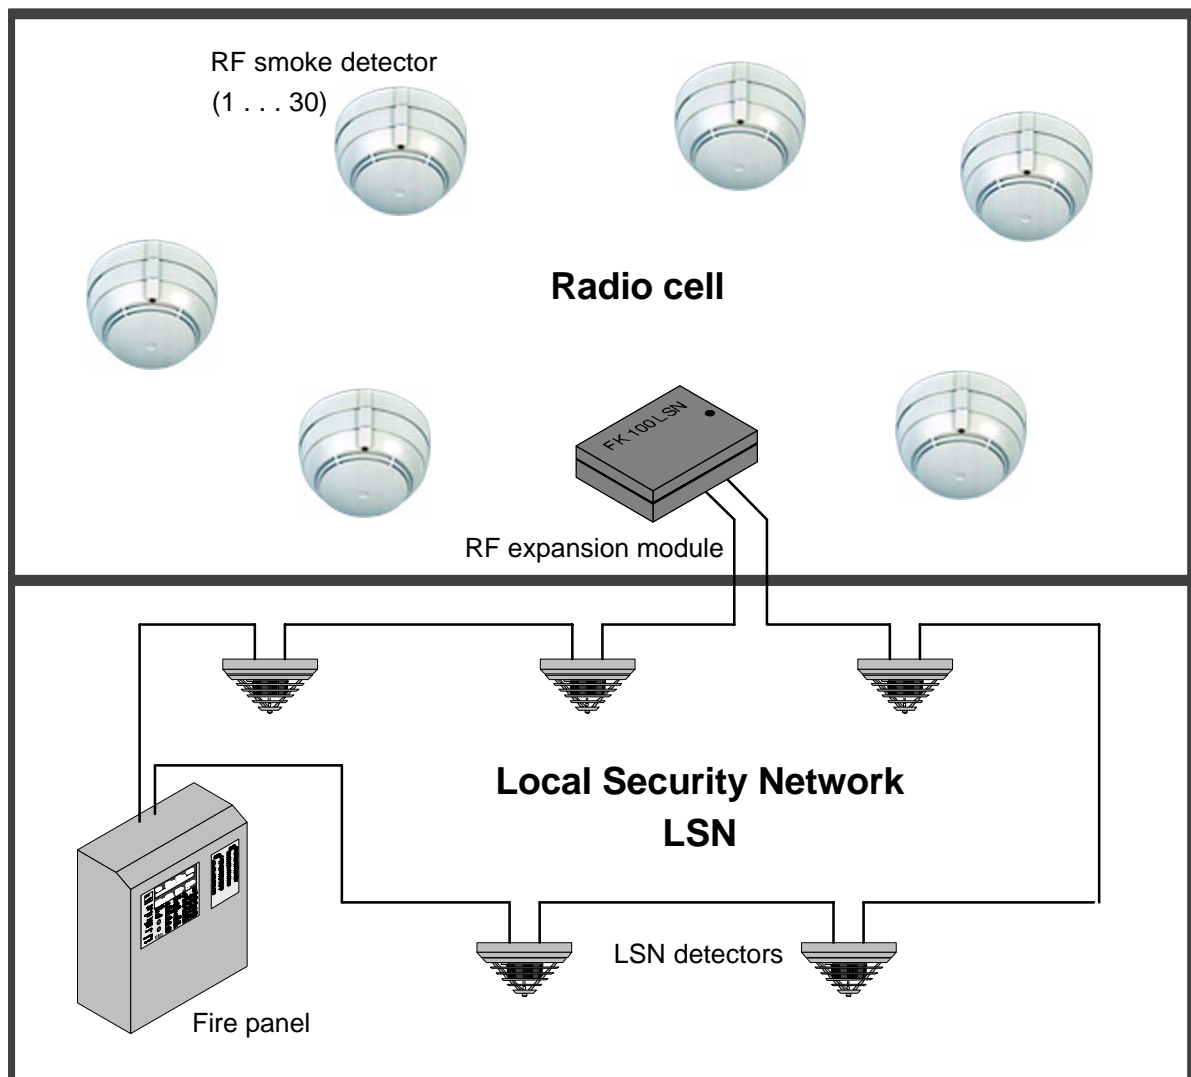 RF smoke detector
(1 . . . 30)
Radio cell
FK 100 LSN
RF expansion module
Local Security Network
LSN
LSN detectors
Fire panel